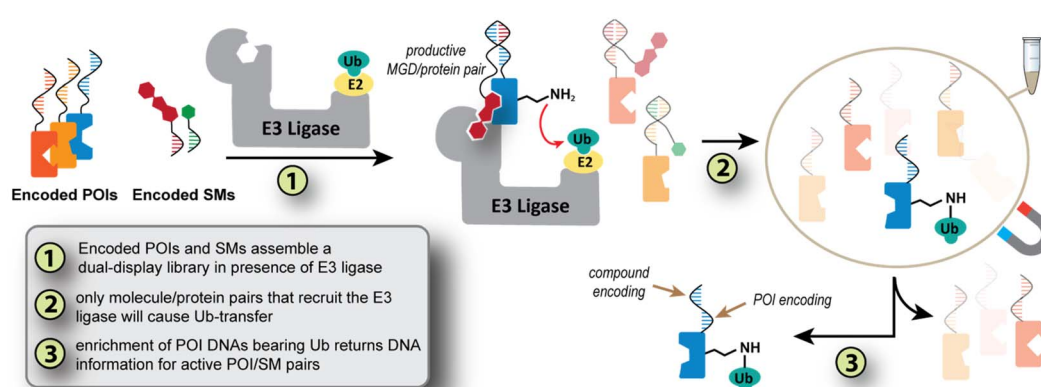 Encoded POIs
Encoded SMs
Ub
E2
E3 Ligase
1
productive
MGD/protein pair
NH₂
Ub
E2
E3 Ligase
2
NH
Ub
1 Encoded POIs and SMs assemble a
dual-display library in presence of E3 ligase
2 only molecule/protein pairs that recruit the E3
ligase will cause Ub-transfer
3 enrichment of POI DNAs bearing Ub returns DNA
information for active POI/SM pairs
compound
encoding
POI encoding
NH
Ub
3